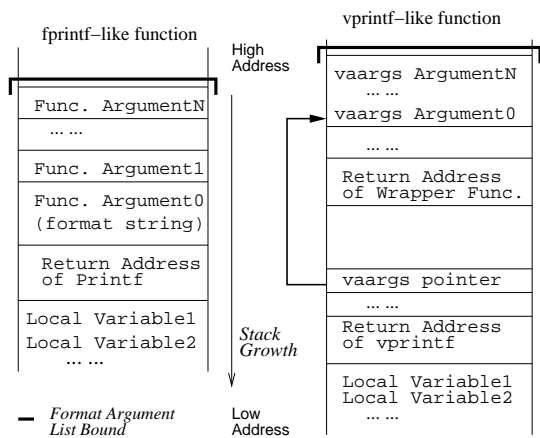 fprintf−like function
Func. ArgumentN
... ...
Func. Argument1
Func. Argument0
(format string)
Return Address
of Printf
Local Variable1
Local Variable2
... ...
Format Argument
List Bound
High
Address
Stack
Growth
Low
Address
vprintf−like function
vaargs ArgumentN
... ...
vaargs Argument0
... ...
Return Address
of Wrapper Func.
vaargs pointer
... ...
Return Address
of vprintf
Local Variable1
Local Variable2
... ...